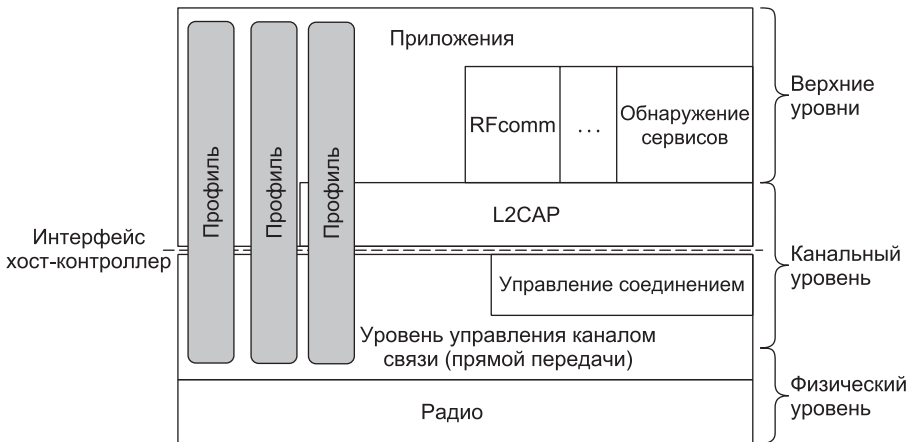 Приложения
RFcomm
...
Обнаружение
сервисов
Верхние
уровни
Профиль
Профиль
Профиль
L2CAP
Интерфейс
хост-контроллер
Канальный
уровень
Управление соединением
Уровень управления каналом
связи (прямой передачи)
Радио
Физический
уровень